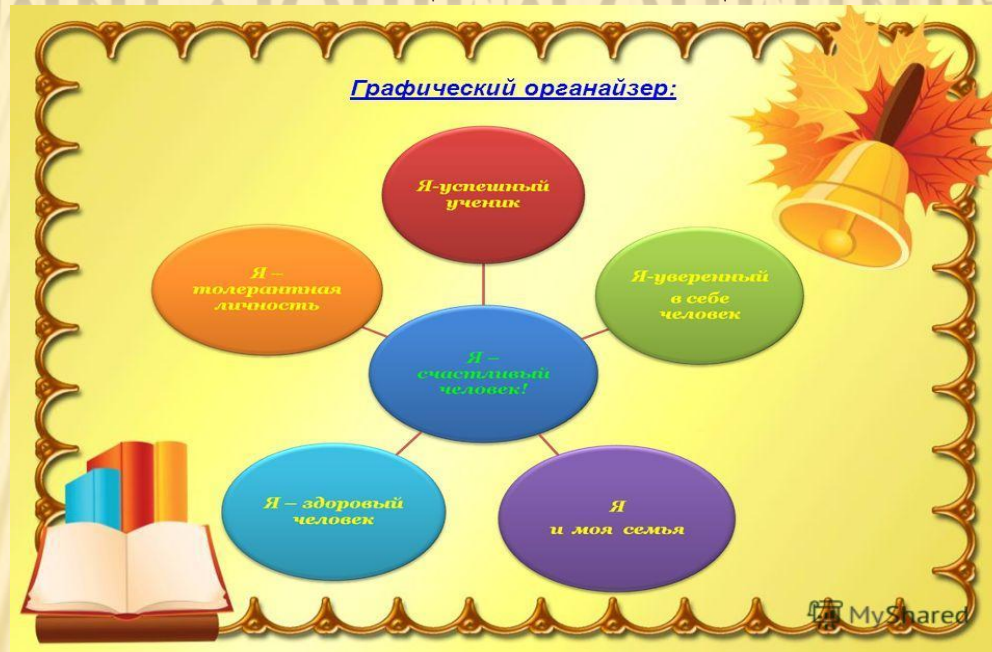 Графический органайзер:
Я-успешный
ученик
Я –
толерантная
личность
Я-уверенный
в себе
человек
Я –
счастливый
человек!
Я – здоровый
человек
Я
и моя семья
MyShared